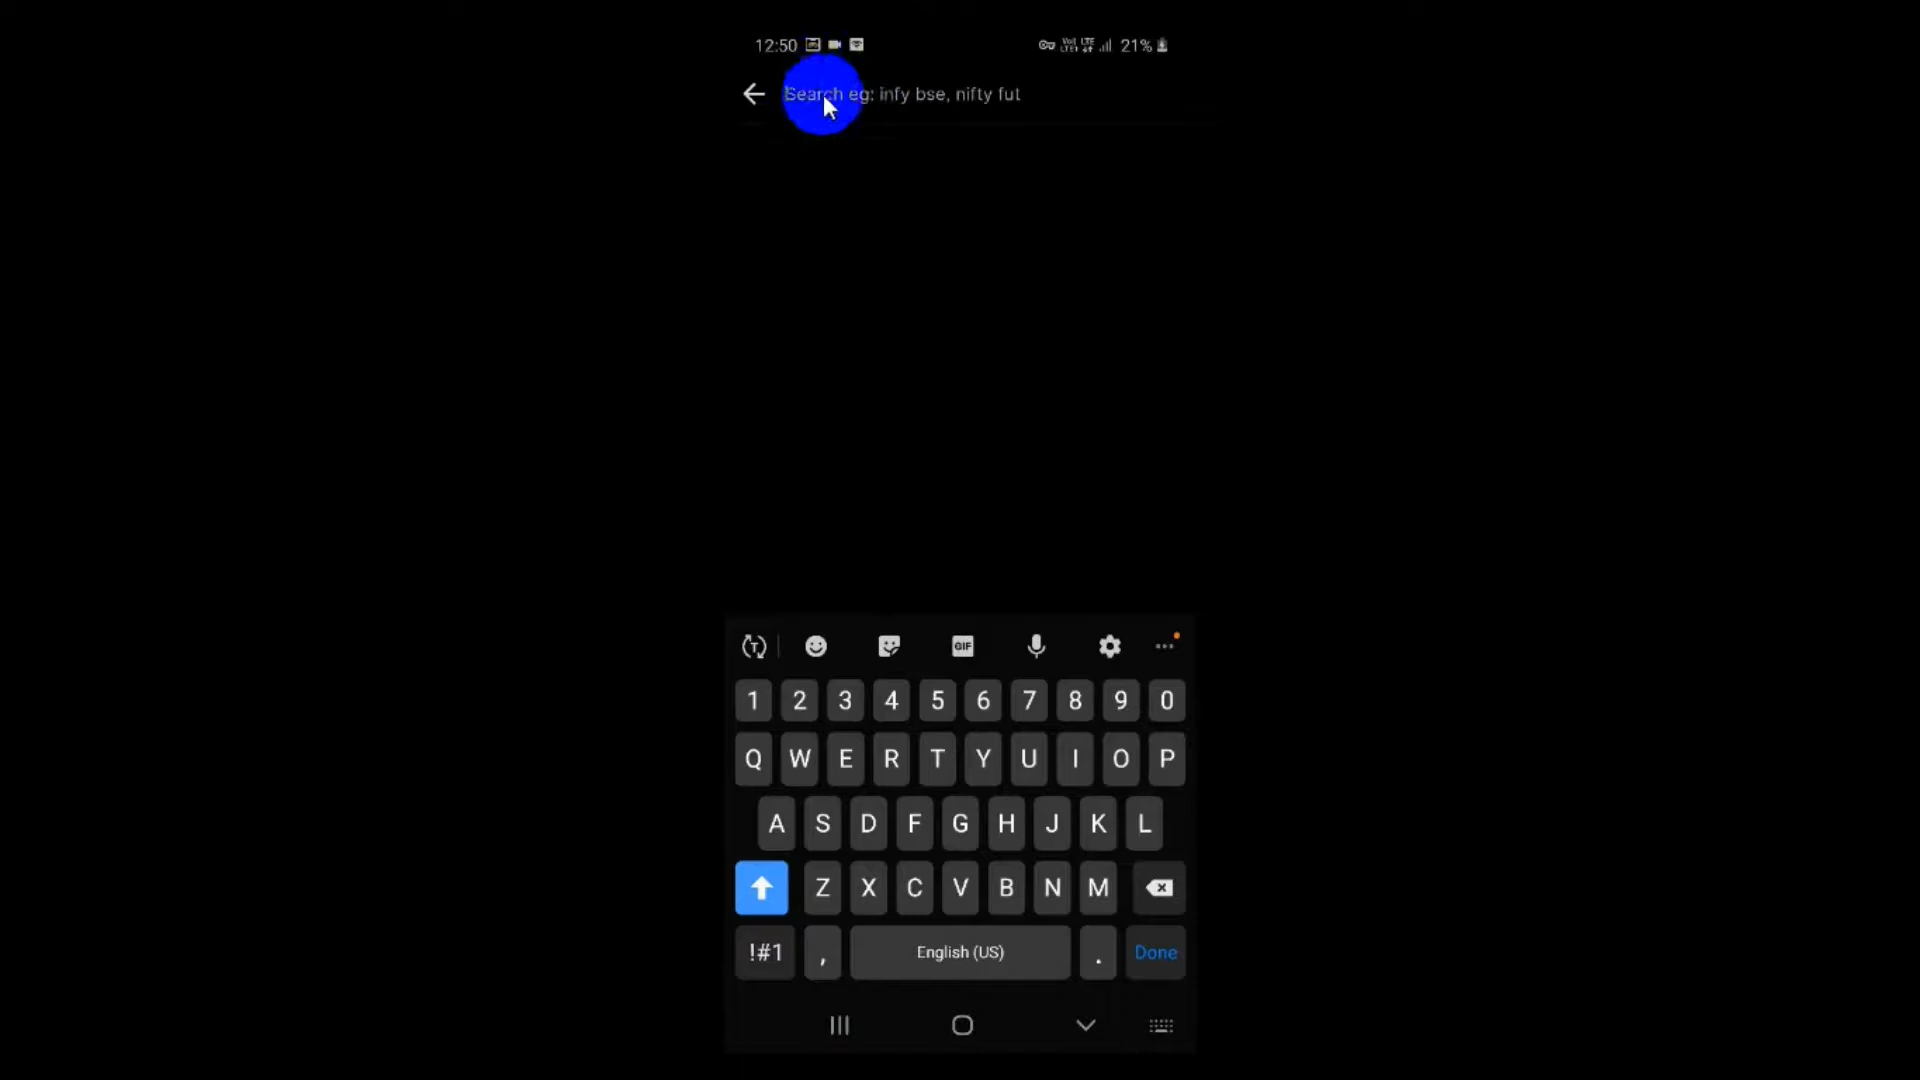 12:50 21%
Search eg: infy bse, nifty fut
GIF
1 2 3 4 5 6 7 8 9 0
Q W E R T Y U I O P
A S D F G H J K L
Z X C V B N M
!#1 , English (US) . Done